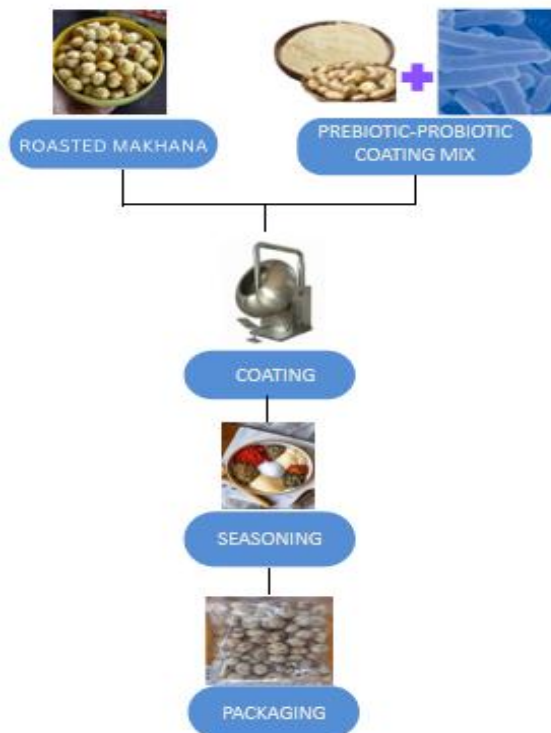 ROASTED MAKHANA
PREBIOTIC-PROBIOTIC
COATING MIX
COATING
SEASONING
PACKAGING